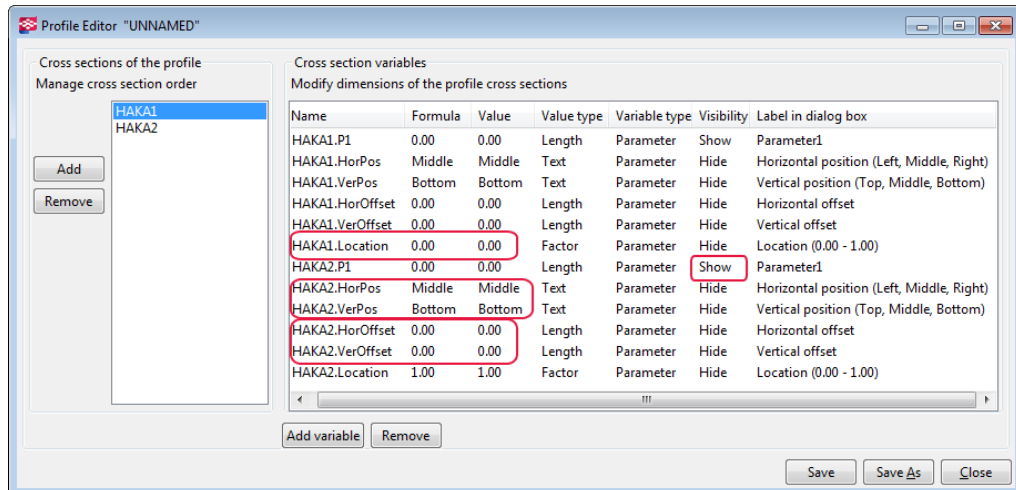 Profile Editor "UNNAMED"
Cross sections of the profile
Manage cross section order
HAKA1
HAKA2
Add
Remove
Cross section variables
Modify dimensions of the profile cross sections
Name Formula Value Value type Variable type Visibility Label in dialog box
HAKA1.P1 0.00 0.00 Length Parameter Show Parameter1
HAKA1.HorPos Middle Middle Text Parameter Hide Horizontal position (Left, Middle, Right)
HAKA1.VerPos Bottom Bottom Text Parameter Hide Vertical position (Top, Middle, Bottom)
HAKA1.HorOffset 0.00 0.00 Length Parameter Hide Horizontal offset
HAKA1.VerOffset 0.00 0.00 Length Parameter Hide Vertical offset
HAKA1.Location 0.00 0.00 Factor Parameter Hide Location (0.00 - 1.00)
HAKA2.P1 0.00 0.00 Length Parameter Show Parameter1
HAKA2.HorPos Middle Middle Text Parameter Hide Horizontal position (Left, Middle, Right)
HAKA2.VerPos Bottom Bottom Text Parameter Hide Vertical position (Top, Middle, Bottom)
HAKA2.HorOffset 0.00 0.00 Length Parameter Hide Horizontal offset
HAKA2.VerOffset 0.00 0.00 Length Parameter Hide Vertical offset
HAKA2.Location 1.00 1.00 Factor Parameter Hide Location (0.00 - 1.00)
Add variable Remove
Save Save As Close